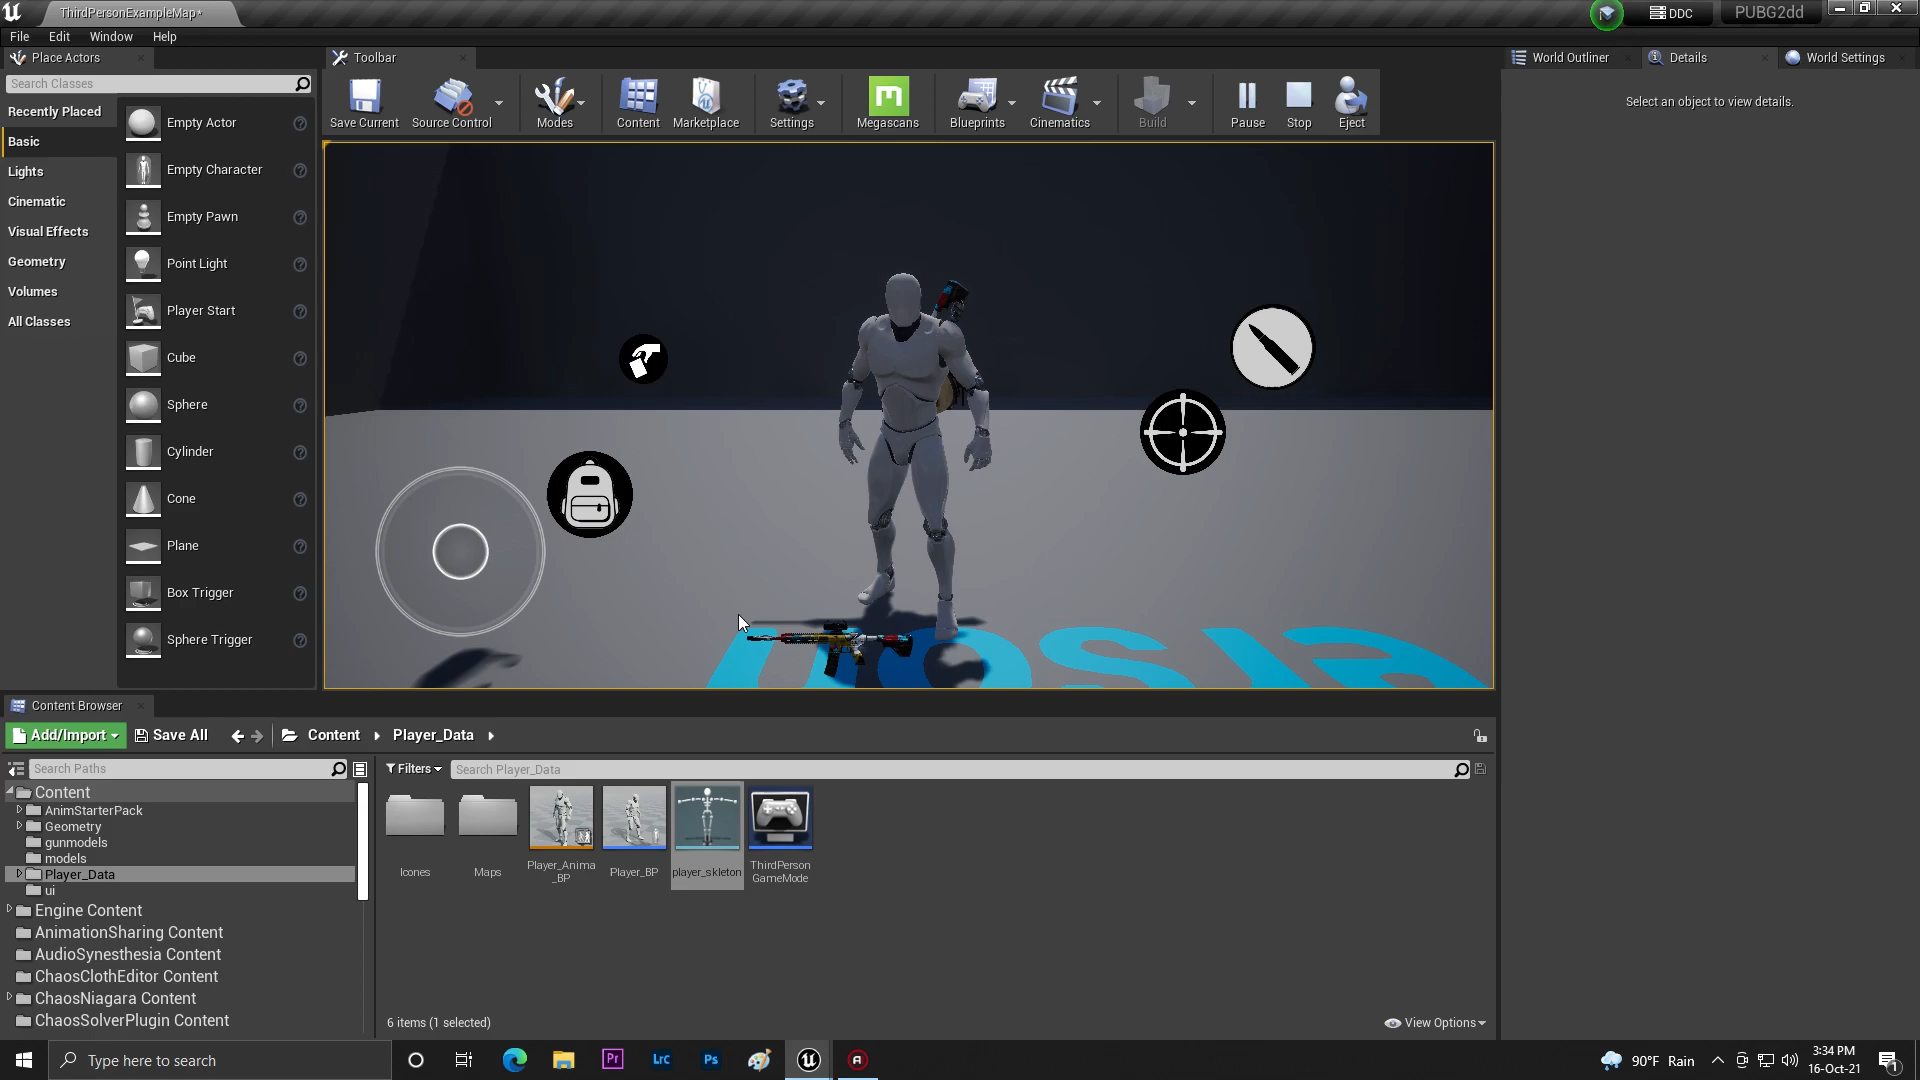 ThirdPersonExampleMap*
DDC
PUBG2dd
File Edit Window Help
Place Actors
Search Classes
Recently Placed
Basic
Lights
Cinematic
Visual Effects
Geometry
Volumes
All Classes
Empty Actor
Empty Character
Empty Pawn
Point Light
Player Start
Cube
Sphere
Cylinder
Cone
Plane
Box Trigger
Sphere Trigger
Toolbar
Save Current
Source Control
Modes
Content
Marketplace
Settings
Megascans
Blueprints
Cinematics
Build
Pause
Stop
Eject
World Outliner
Details
World Settings
Select an object to view details.
Content Browser
Add/Import
Save All
Content
Player_Data
Search Paths
Content
AnimStarterPack
Geometry
gunmodels
models
Player_Data
ui
Engine Content
AnimationSharing Content
AudioSynesthesia Content
ChaosClothEditor Content
ChaosNiagara Content
ChaosSolverPlugin Content
Filters
Search Player_Data
Icones
Maps
Player_Anima
_BP
Player_BP
player_skleton
ThirdPerson
GameMode
6 items (1 selected)
View Options
Type here to search
Pr
Lrc
Ps
90°F Rain
3:34 PM
16-Oct-21
1